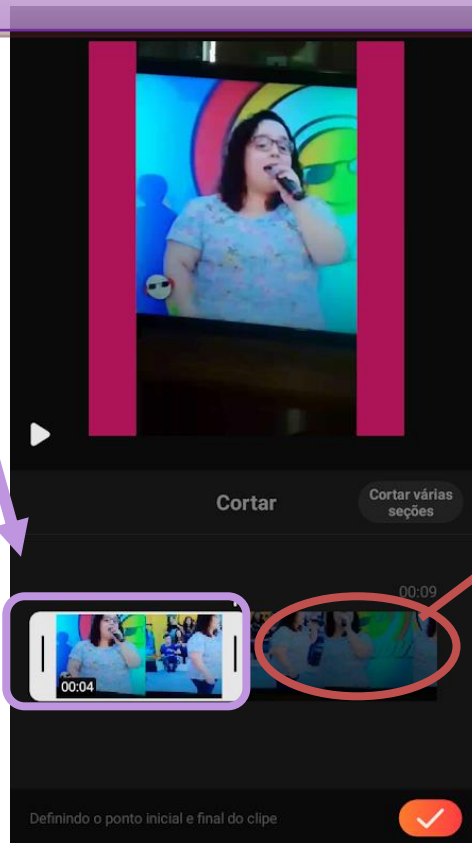 Cortar
Cortar várias
seções
00:09
00:04
Definindo o ponto inicial e final do clipe